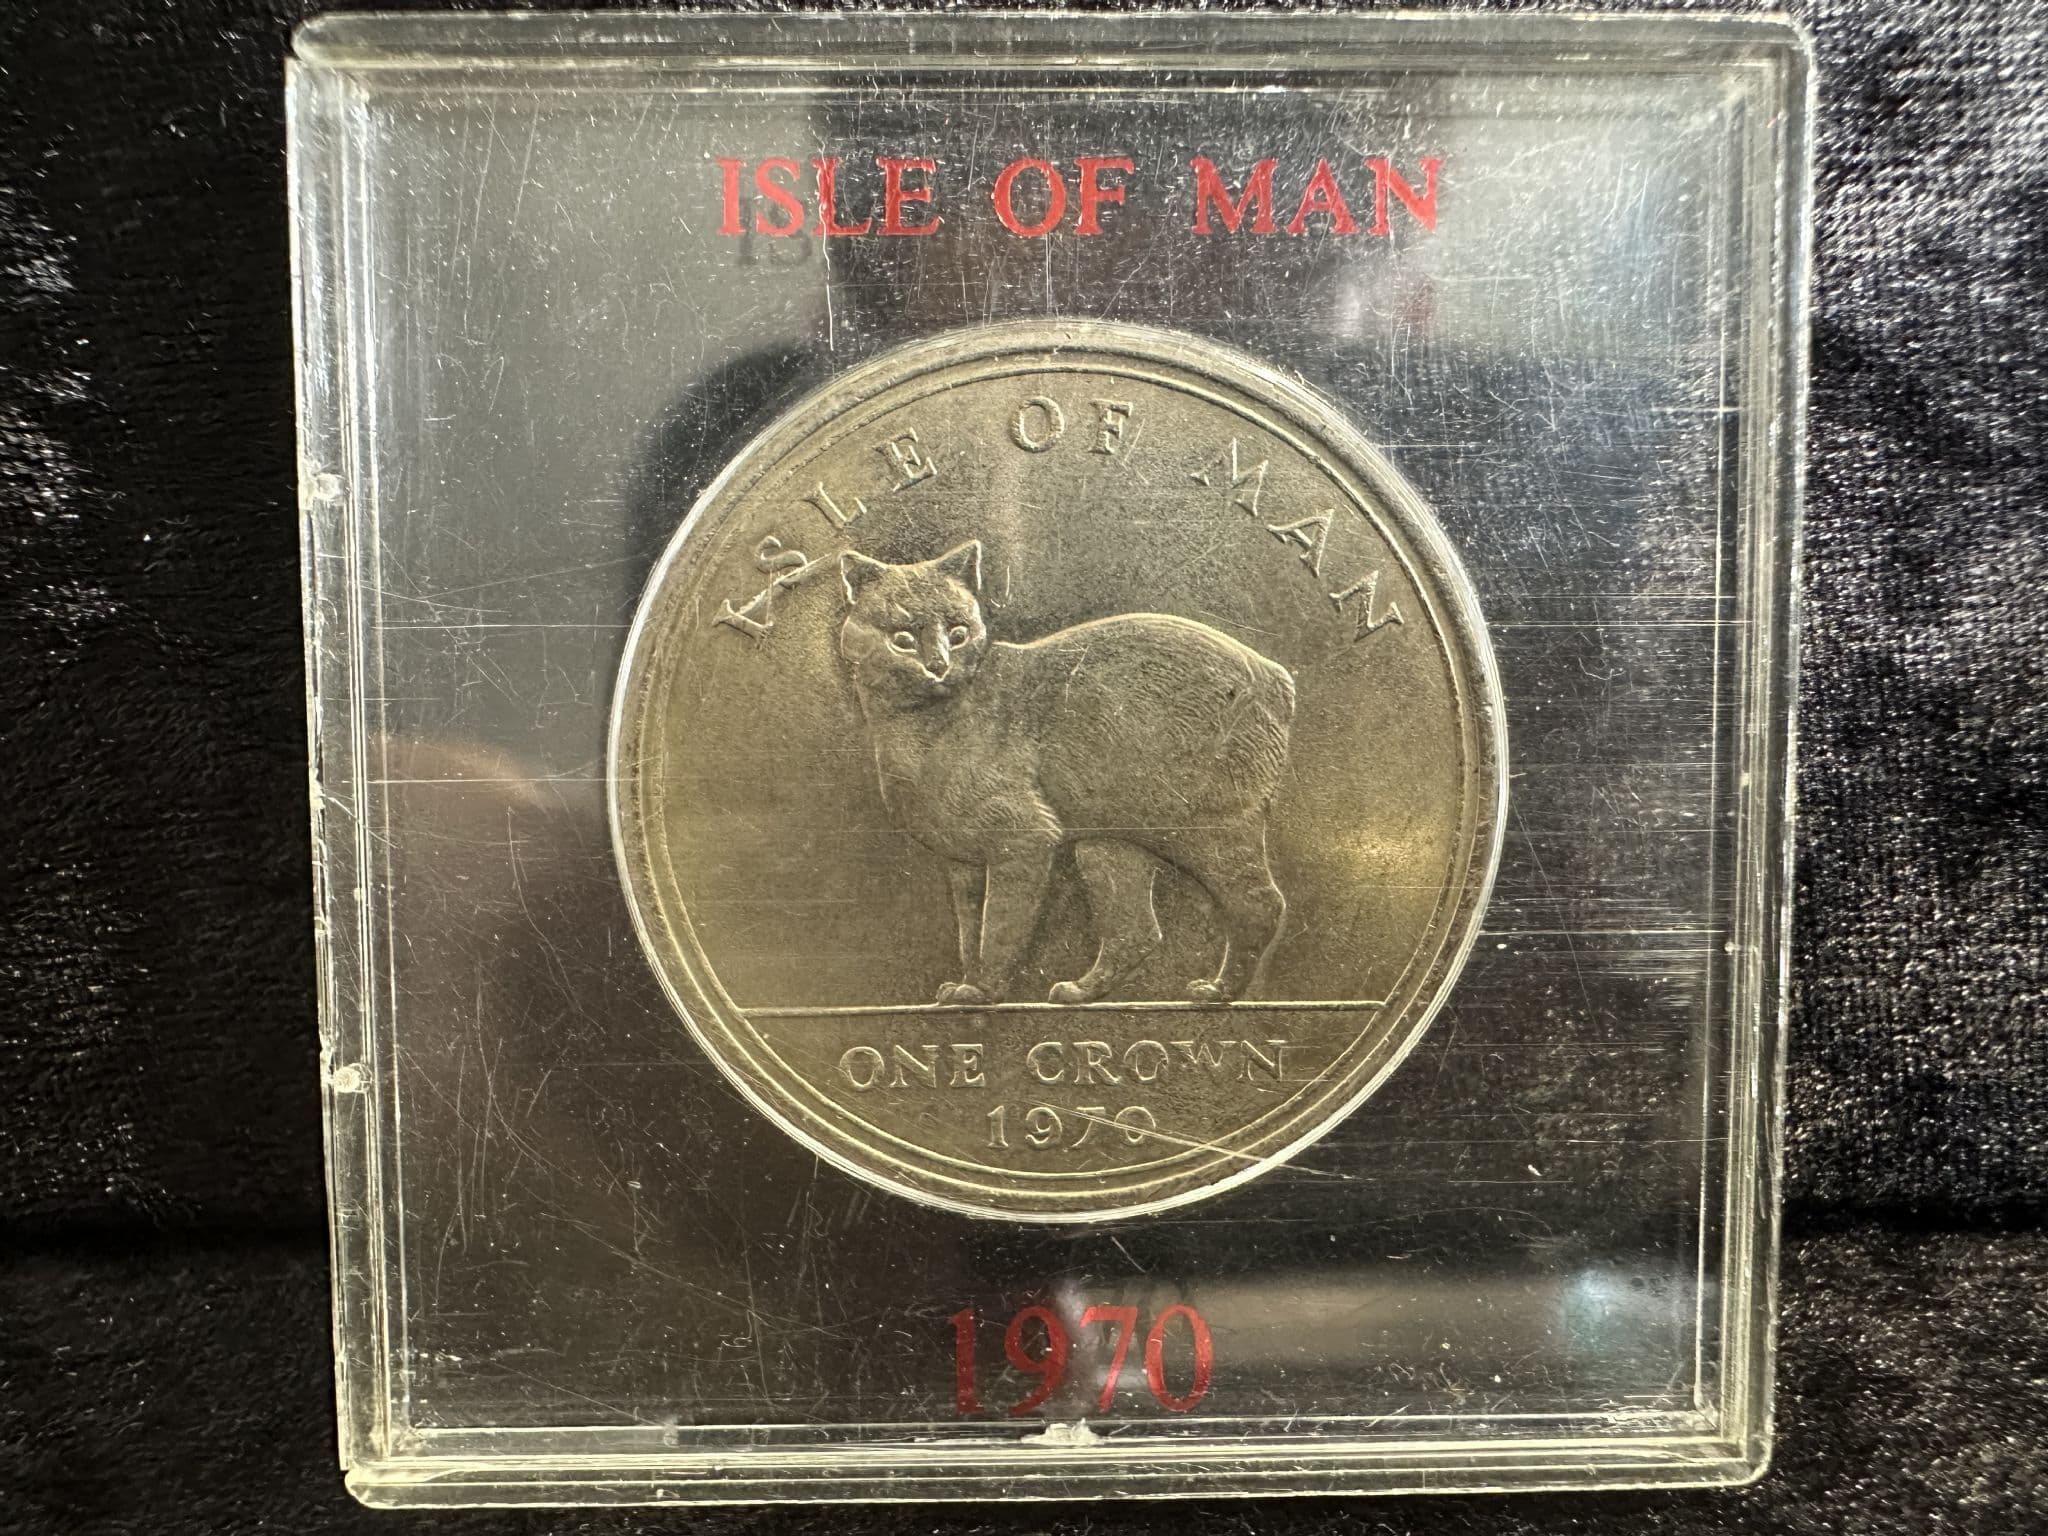 ISLE OF MAN
ISLE OF MAN
ONE CROWN
1970
1970